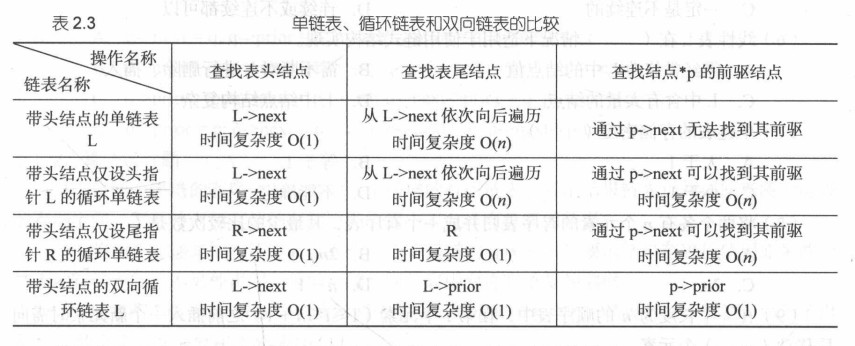 表 2.3 单链表、循环链表和双向链表的比较
操作名称
链表名称
查找表头结点 查找表尾结点 查找结点*p 的前驱结点
带头结点的单链表
L
L->next
时间复杂度 O(1)
从 L->next 依次向后遍历
时间复杂度 O(n)
通过 p->next 无法找到其前驱
带头结点仅设头指
针 L 的循环单链表
L->next
时间复杂度 O(1)
从 L->next 依次向后遍历
时间复杂度 O(n)
通过 p->next 可以找到其前驱
时间复杂度 O(n)
带头结点仅设尾指
针 R 的循环单链表
R->next
时间复杂度 O(1)
R
时间复杂度 O(1)
通过 p->next 可以找到其前驱
时间复杂度 O(n)
带头结点的双向循
环链表 L
L->next
时间复杂度 O(1)
L->prior
时间复杂度 O(1)
p->prior
时间复杂度 O(1)